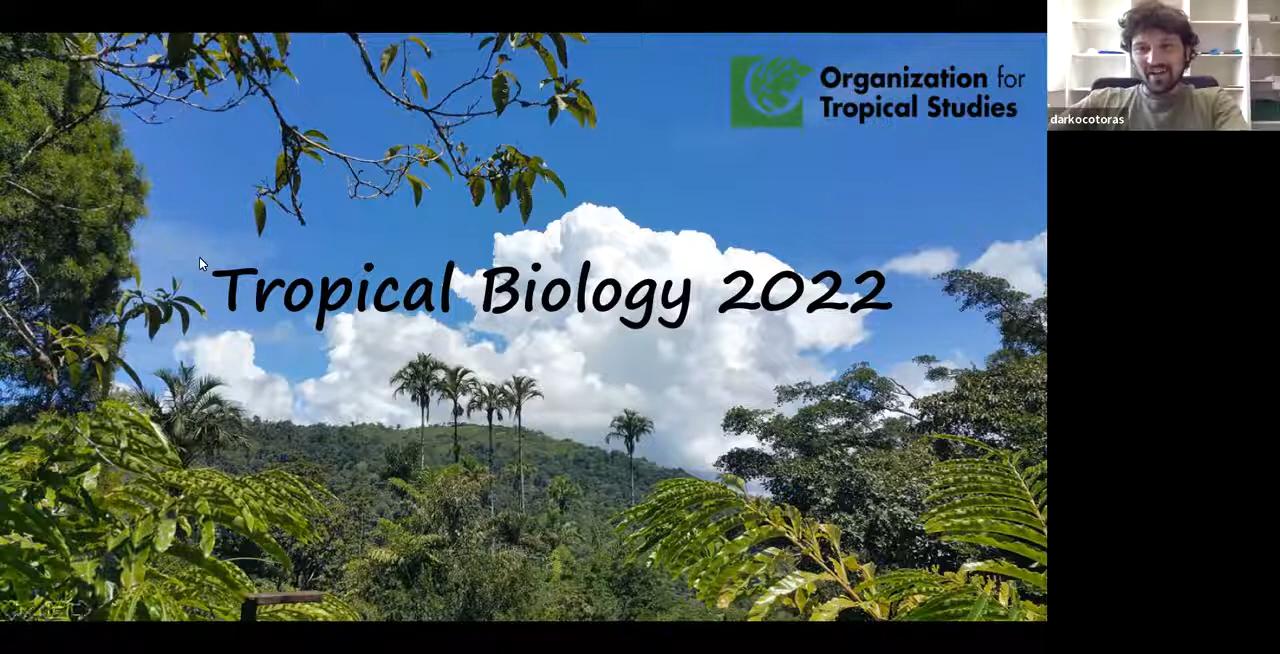 Organization for
Tropical Studies
darkocotoras
Tropical Biology 2022